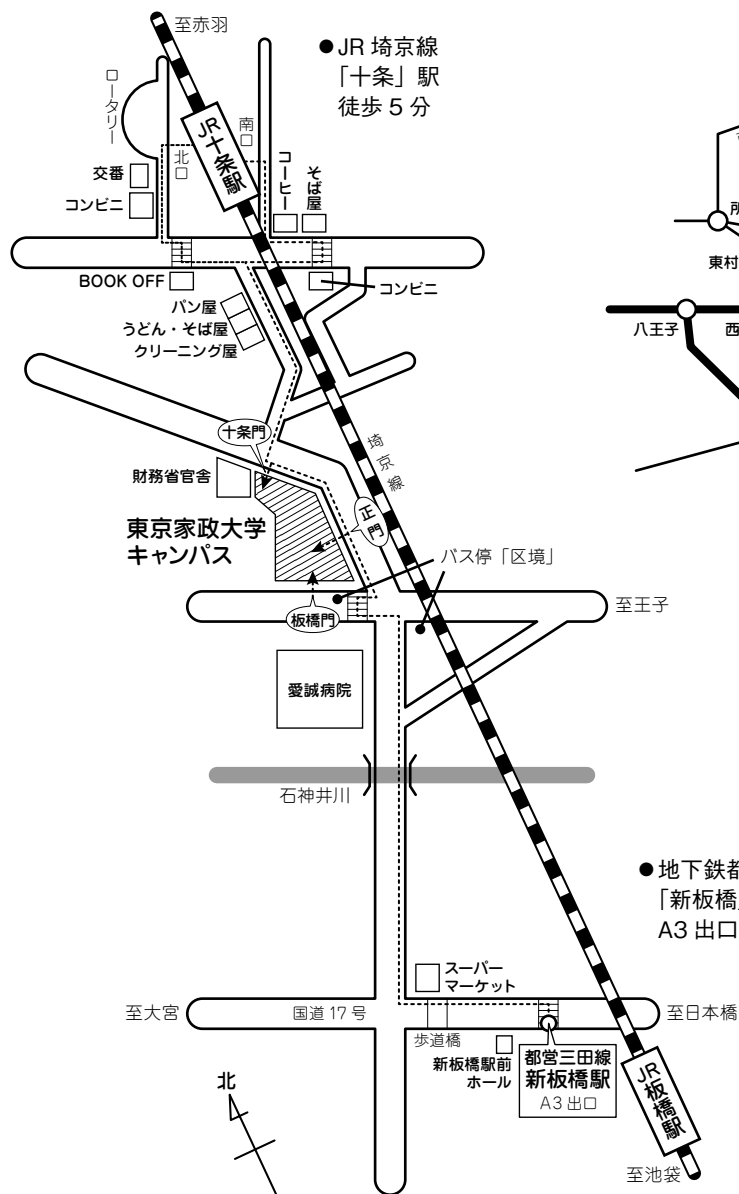 至赤羽
●JR 埼京線
「十条」駅
徒歩 5 分
ロータリー
JR十条駅
南口
北口
交番
コンビニ
コーヒー
そば屋
BOOK OFF
コンビニ
パン屋
うどん・そば屋
クリーニング屋
東村
八王子
西
十条門
埼京線
財務省官舎
正門
東京家政大学
キャンパス
バス停「区境」
板橋門
至王子
愛誠病院
石神井川
●地下鉄都
「新板橋」
A3 出口
スーパー
マーケット
至大宮
国道 17 号
至日本橋
歩道橋
新板橋駅前
ホール
都営三田線
新板橋駅
A3 出口
JR板橋駅
北
至池袋